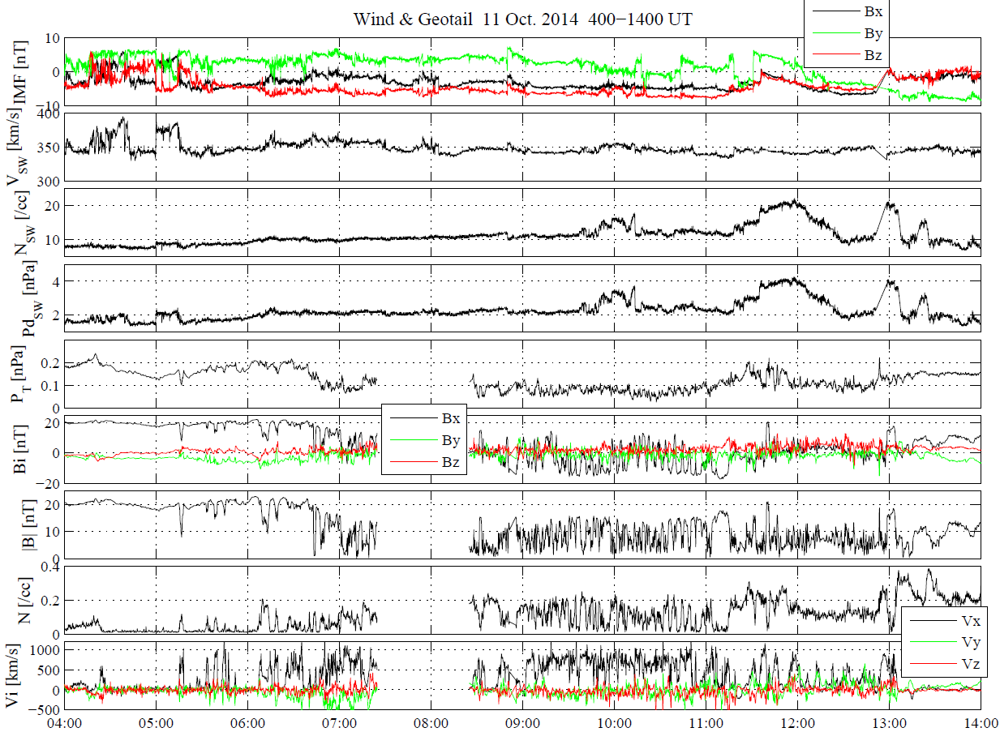 Wind & Geotail 11 Oct. 2014 400−1400 UT
Bx
By
Bz
IMF [nT]
10
0
−10
V_SW [km/s]
400
350
300
N_SW [/cc]
20
10
Pd_SW [nPa]
4
2
P_T [nPa]
0.2
0.1
0
Bi [nT]
20
0
−20
Bx
By
Bz
|B| [nT]
20
10
0
N [/cc]
0.4
0.2
0
Vi [km/s]
1000
500
0
−500
Vx
Vy
Vz
04:00 05:00 06:00 07:00 08:00 09:00 10:00 11:00 12:00 13:00 14:00